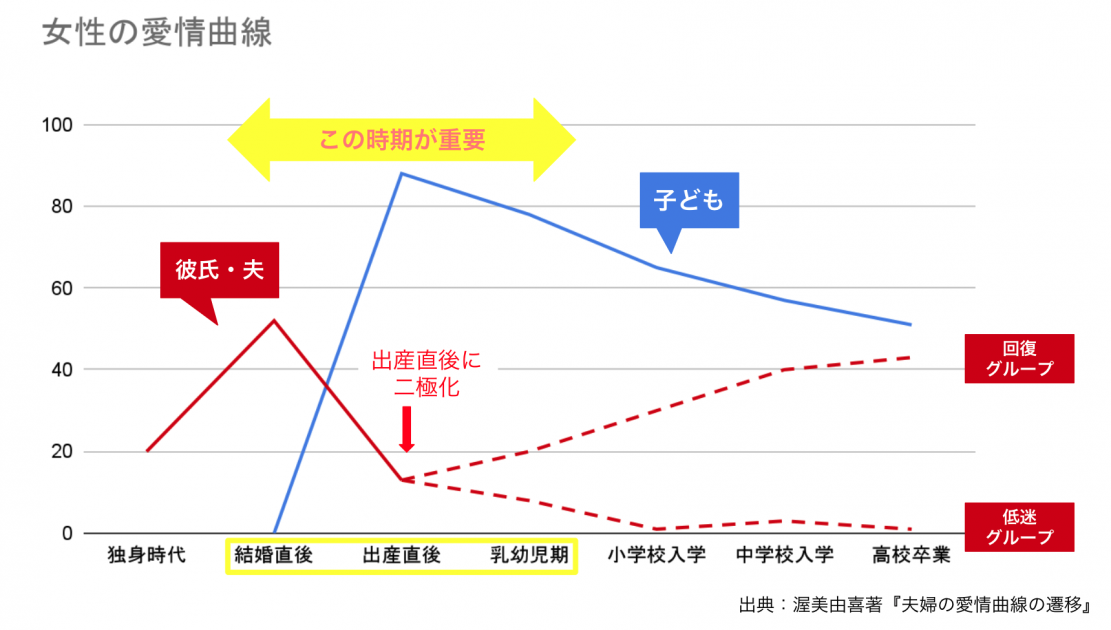 女性の愛情曲線
100
この時期が重要
80
子ども
彼氏・夫
60
出産直後に
二極化
回復
グループ
40
20
低迷
グループ
0
独身時代 結婚直後 出産直後 乳幼児期 小学校入学 中学校入学 高校卒業
出典：渥美由喜著『夫婦の愛情曲線の遷移』